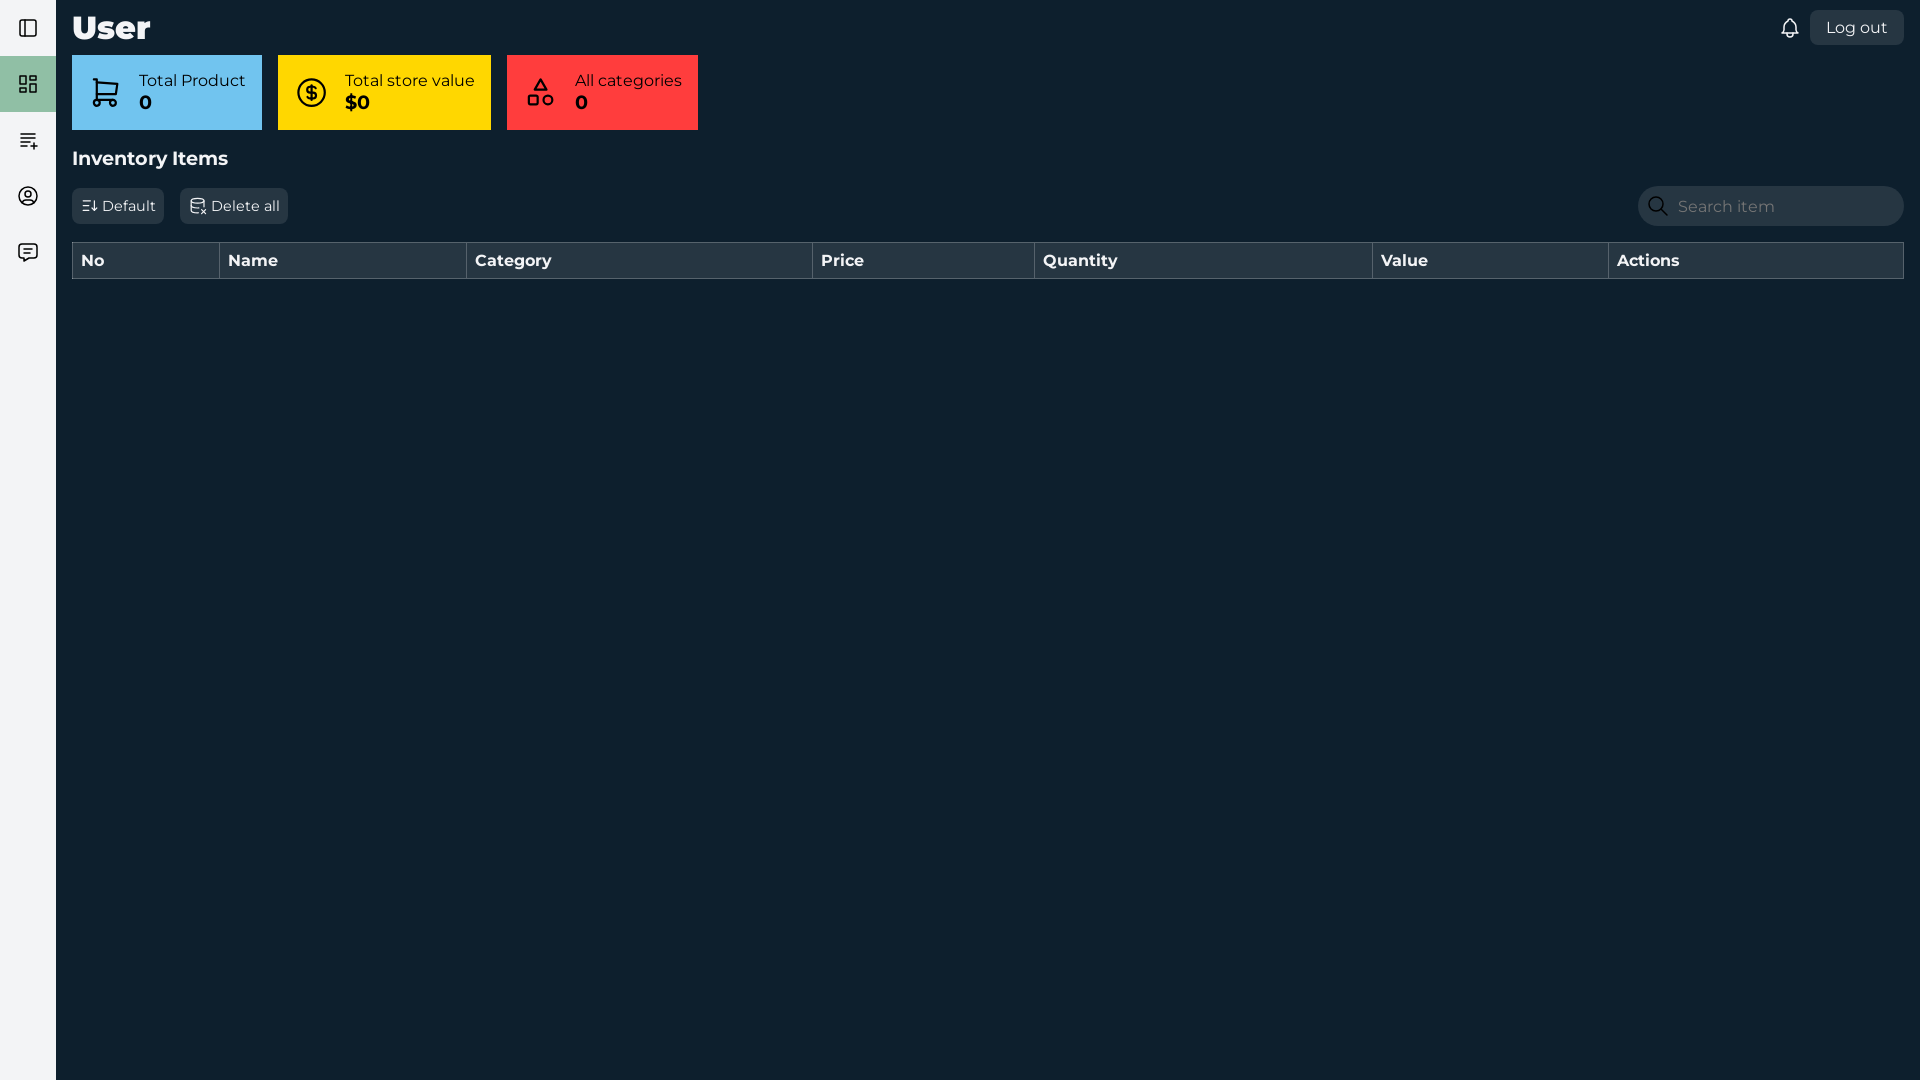 User
Log out
Total Product
0
Total store value
$0
All categories
0
Inventory Items
Default
Delete all
Search item
No Name Category Price Quantity Value Actions